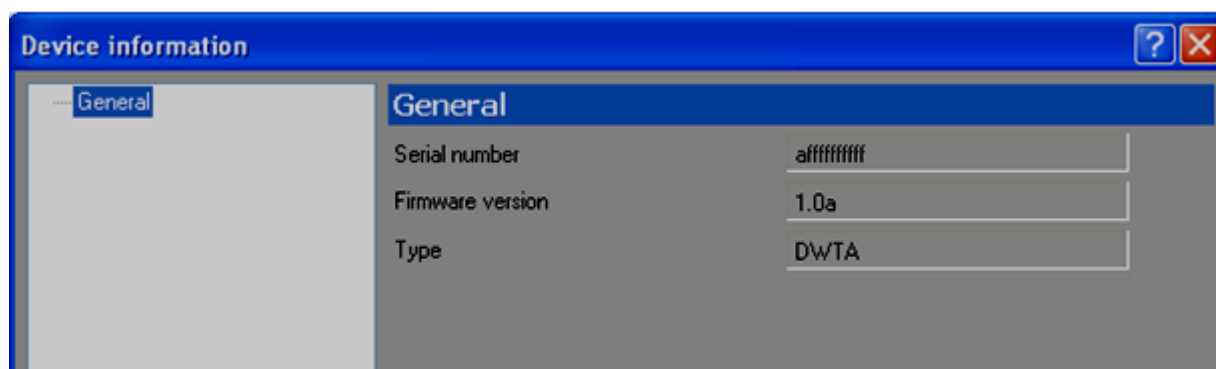 Device information
?
General
General
Serial number affffffffff
Firmware version 1.0a
Type DWTA